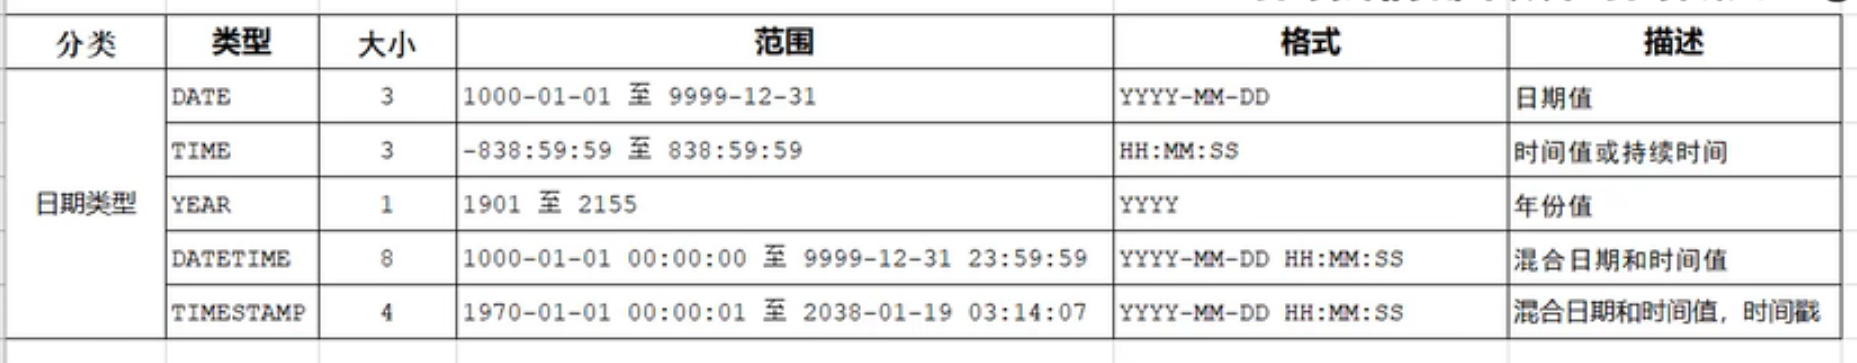 分类 类型 大小 范围 格式 描述
DATE 3 1000-01-01 至 9999-12-31 YYYY-MM-DD 日期值
TIME 3 -838:59:59 至 838:59:59 HH:MM:SS 时间值或持续时间
日期类型 YEAR 1 1901 至 2155 YYYY 年份值
DATETIME 8 1000-01-01 00:00:00 至 9999-12-31 23:59:59 YYYY-MM-DD HH:MM:SS 混合日期和时间值
TIMESTAMP 4 1970-01-01 00:00:01 至 2038-01-19 03:14:07 YYYY-MM-DD HH:MM:SS 混合日期和时间值，时间戳